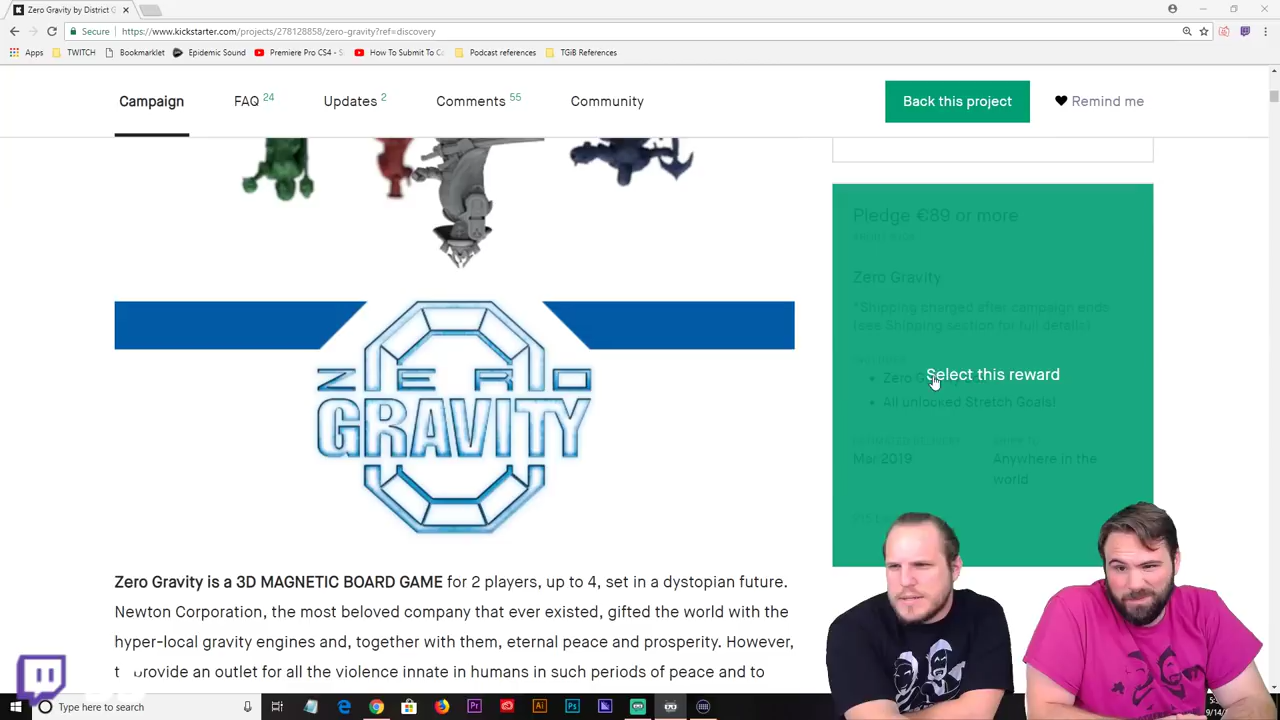 Zero Gravity by District G
Secure
https://www.kickstarter.com/projects/278128858/zero-gravity?ref=discovery
Apps
TWITCH
Bookmarklet
Epidemic Sound
Premiere Pro CS4 - S
How To Submit To C
Podcast references
TGiB References
Campaign
FAQ 24
Updates 2
Comments 55
Community
Back this project
Remind me
Pledge €89 or more
Zero Gravity
*Shipping charged after campaign ends
(see Shipping section for full details)
Select this reward
Zero
All unlocked Stretch Goals!
Mar 2019
Anywhere in the
world
ZERO
GRAVITY
Zero Gravity is a 3D MAGNETIC BOARD GAME for 2 players, up to 4, set in a dystopian future.
Newton Corporation, the most beloved company that ever existed, gifted the world with the
hyper-local gravity engines and, together with them, eternal peace and prosperity. However,
provide an outlet for all the violence innate in humans in such periods of peace and to
Type here to search